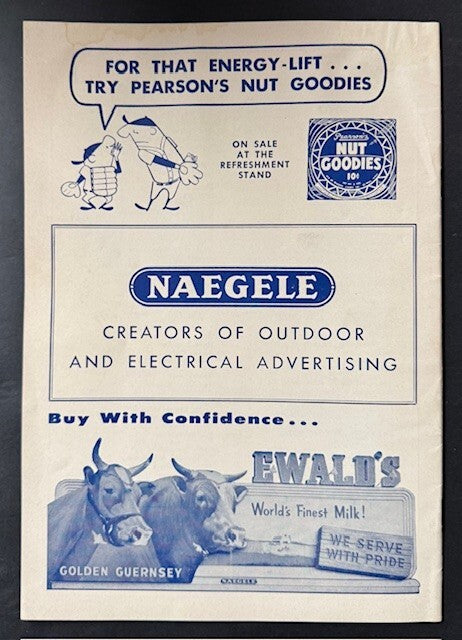 FOR THAT ENERGY-LIFT...
TRY PEARSON'S NUT GOODIES
ON SALE
AT THE
REFRESHMENT
STAND
Pearson's
NUT
GOODIES
10¢
NAEGELE
CREATORS OF OUTDOOR
AND ELECTRICAL ADVERTISING
Buy With Confidence...
EWALD'S
World's Finest Milk!
WE SERVE
WITH PRIDE
GOLDEN GUERNSEY
NAEGELE